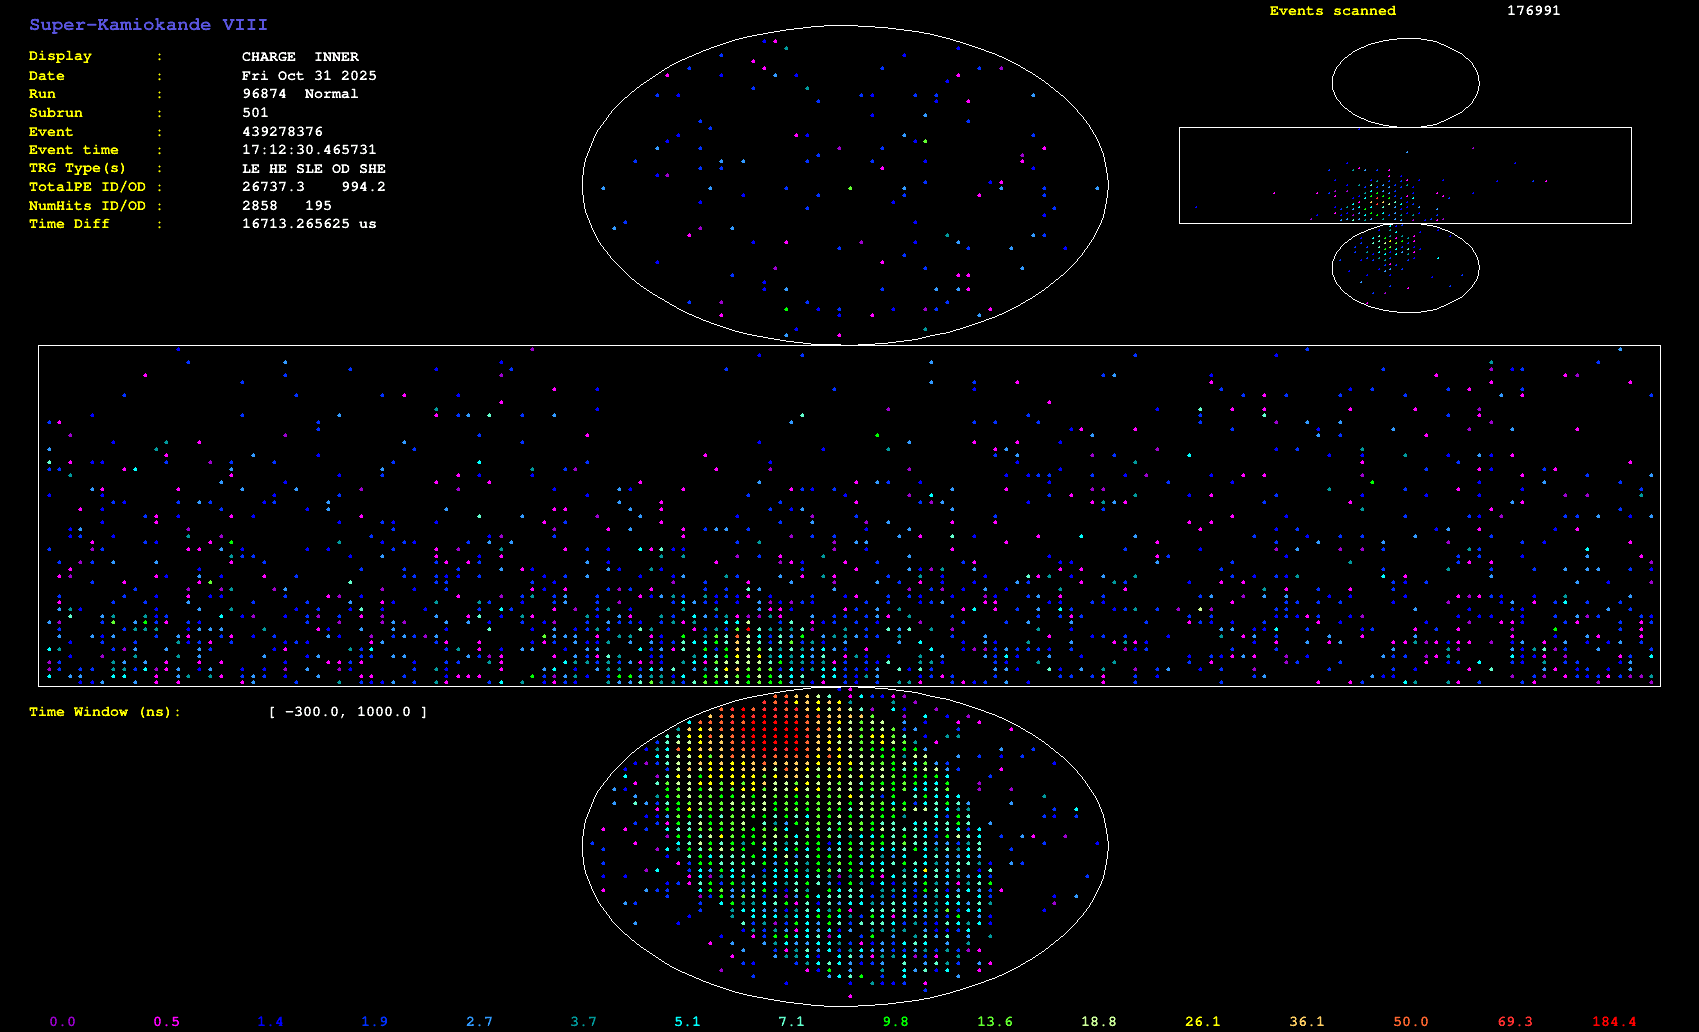 Super-Kamiokande VIII
Display : CHARGE INNER
Date : Fri Oct 31 2025
Run : 96874 Normal
Subrun : 501
Event : 439278376
Event time : 17:12:30.465731
TRG Type(s) : LE HE SLE OD SHE
TotalPE ID/OD : 26737.3 994.2
NumHits ID/OD : 2858 195
Time Diff : 16713.265625 us
Events scanned 176991
Time Window (ns): [ -300.0, 1000.0 ]
0.0 0.5 1.4 1.9 2.7 3.7 5.1 7.1 9.8 13.6 18.8 26.1 36.1 50.0 69.3 184.4